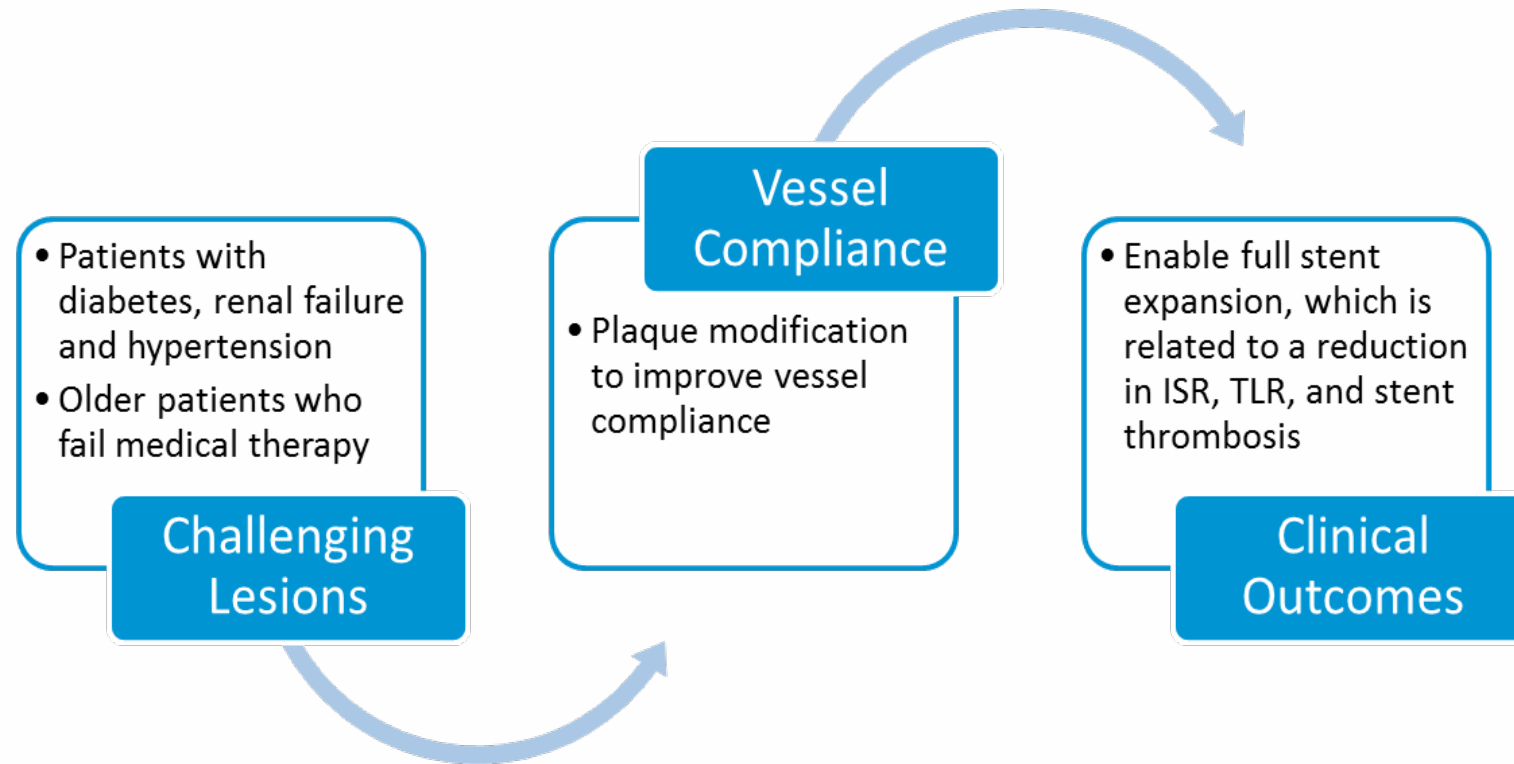 • Patients with
diabetes, renal failure
and hypertension
• Older patients who
fail medical therapy
Challenging
Lesions
Vessel
Compliance
• Plaque modification
to improve vessel
compliance
• Enable full stent
expansion, which is
related to a reduction
in ISR, TLR, and stent
thrombosis
Clinical
Outcomes